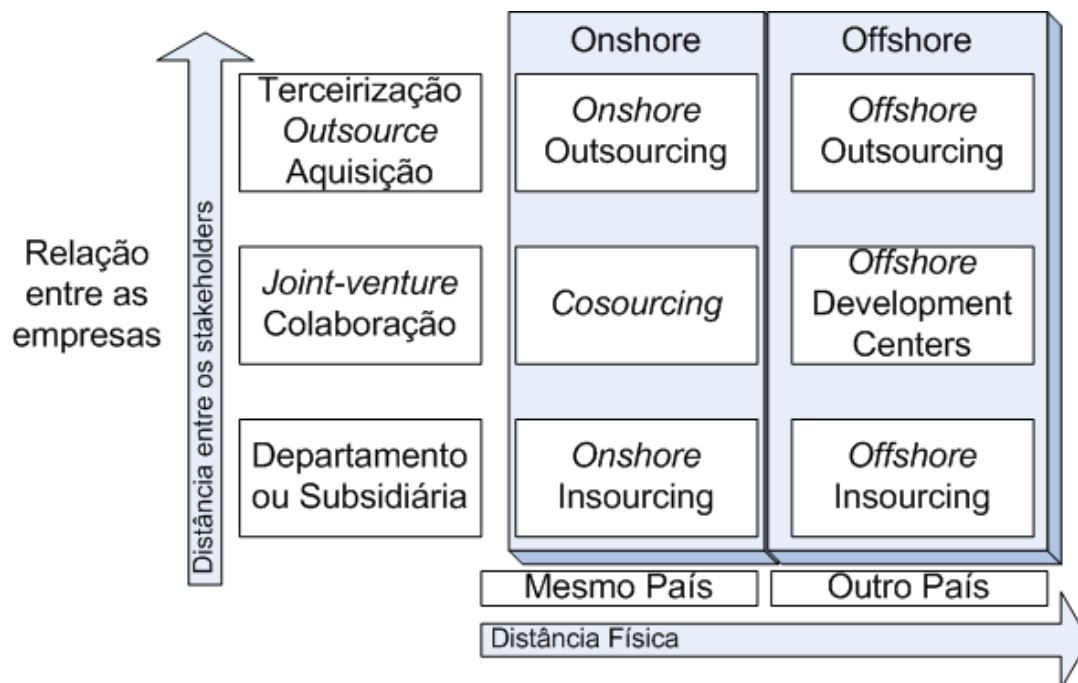 Onshore
Offshore
Terceirização
Outsource
Aquisição
Onshore
Outsourcing
Offshore
Outsourcing
Relação
entre as
empresas
Distância entre os stakeholders
Joint-venture
Colaboração
Cosourcing
Offshore
Development
Centers
Departamento
ou Subsidiária
Onshore
Insourcing
Offshore
Insourcing
Mesmo País
Outro País
Distância Física